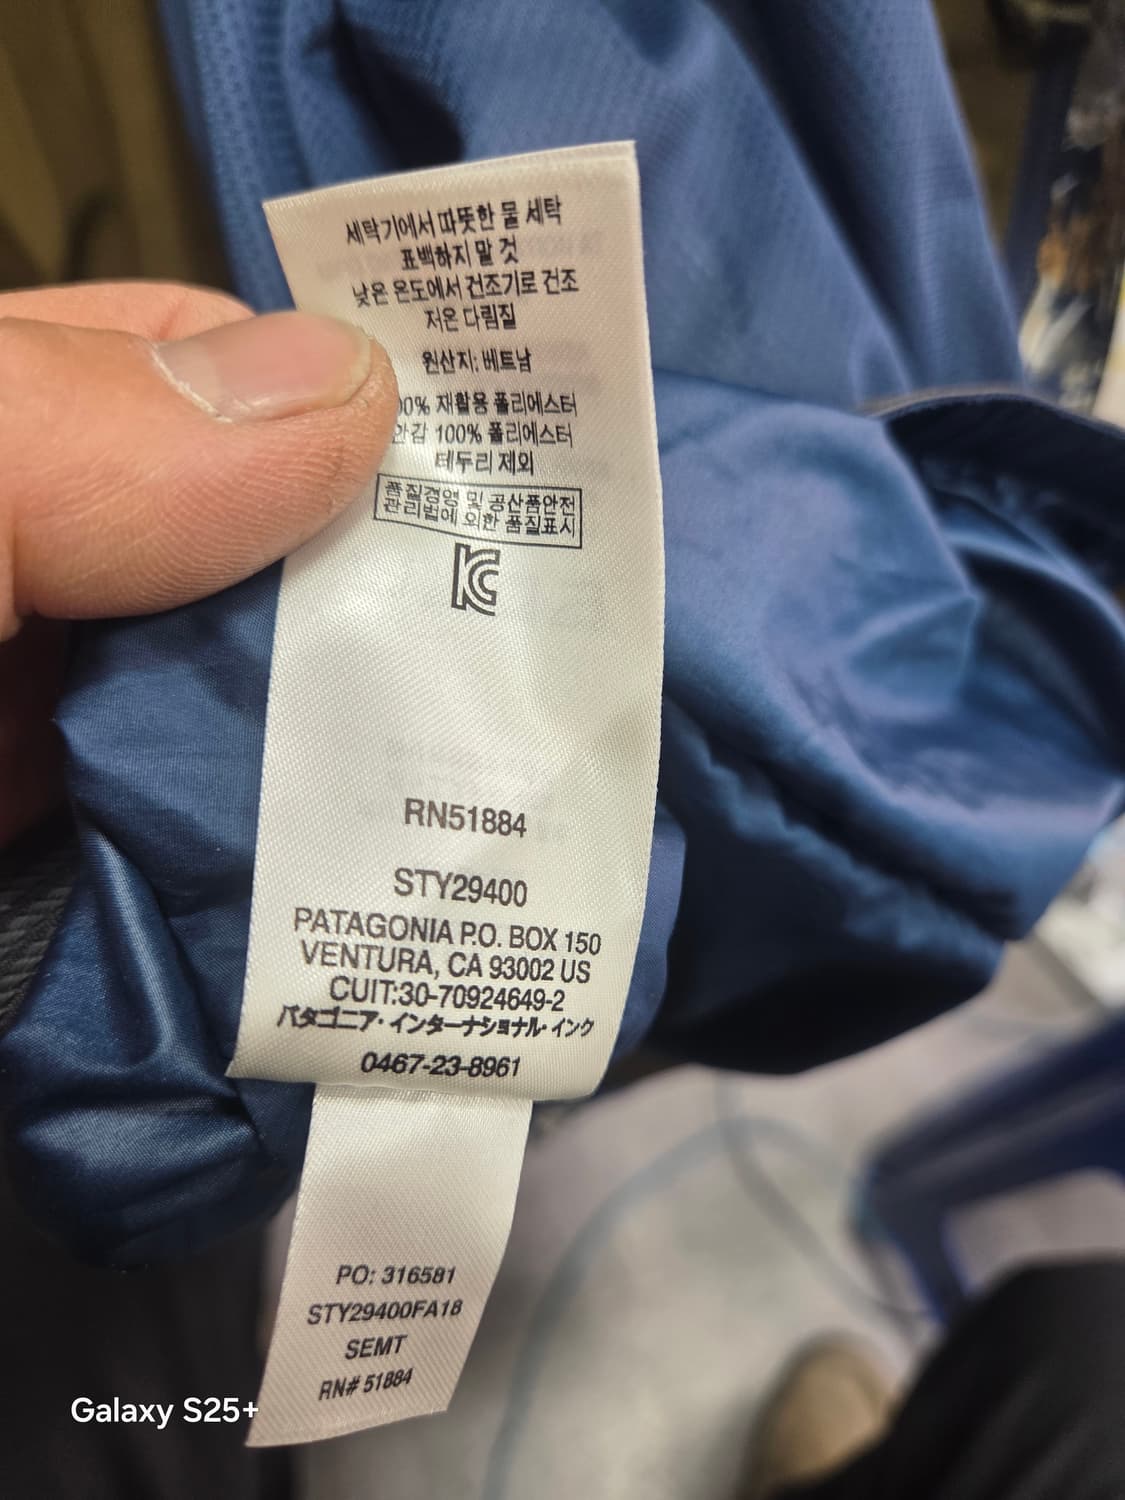 세탁기에서 따뜻한 물 세탁
표백하지 말 것
낮은 온도에서 건조기로 건조
저온 다림질
원산지: 베트남
00% 재활용 폴리에스터
안감 100% 폴리에스터
테두리 제외
품질경영 및 공산품안전
관리법에 의한 품질표시
KC
RN51884
STY29400
PATAGONIA P.O. BOX 150
VENTURA, CA 93002 US
CUIT:30-70924649-2
パタゴニア・インターナショナル・インク
0467-23-8961
PO: 316581
STY29400FA18
SEMT
RN# 51884
Galaxy S25+